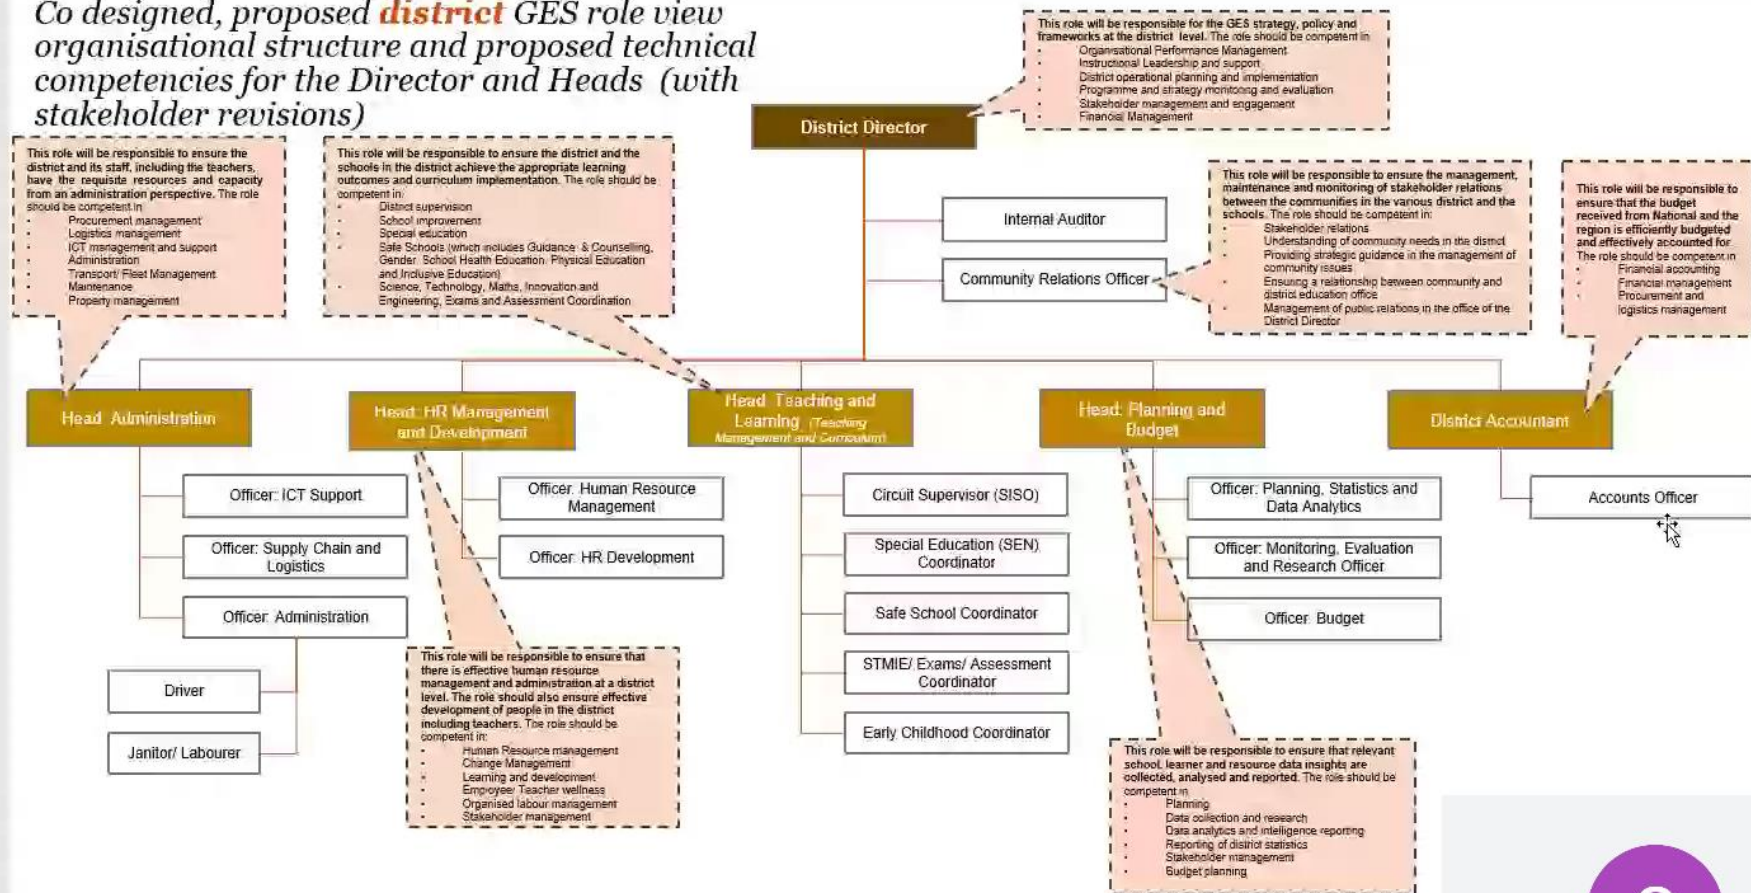 Co designed, proposed district GES role view
organisational structure and proposed technical
competencies for the Director and Heads (with
stakeholder revisions)
This role will be responsible for the GES strategy, policy and
frameworks at the district level. The role should be competent in
• Organisational Performance Management
• Instructional Leadership and support
• District operational planning and implementation
• Programme and strategy monitoring and evaluation
• Stakeholder management and engagement
• Financial Management
District Director
This role will be responsible to ensure the
district and its staff, including the teachers,
have the requisite resources and capacity
from an administration perspective. The role
should be competent in
• Procurement management
• Logistics management
• ICT management and support
• Administration
• Transport/ Fleet Management
• Maintenance
• Property management
This role will be responsible to ensure the district and the
schools in the district achieve the appropriate learning
outcomes and curriculum implementation. The role should be
competent in:
• District supervision
• School improvement
• Special education
• Safe Schools (which includes Guidance & Counselling,
Gender, School Health Education, Physical Education
and Inclusive Education)
• Science, Technology, Maths, Innovation and
Engineering, Exams and Assessment Coordination
Internal Auditor
Community Relations Officer
This role will be responsible to ensure the management,
maintenance and monitoring of stakeholder relations
between the communities in the various district and the
schools. The role should be competent in:
• Stakeholder relations
• Understanding of community needs in the district
• Providing strategic guidance in the management of
community issues
• Ensuring a relationship between community and
district education office
• Management of public relations in the office of the
District Director
This role will be responsible to
ensure that the budget
received from National and the
region is efficiently budgeted
and effectively accounted for
The role should be competent in
• Financial accounting
• Financial management
• Procurement and
logistics management
Head Administration
Head: HR Management
and Development
Head Teaching and
Learning (Teaching
Management and Curriculum)
Head: Planning and
Budget
District Accountant
Officer: ICT Support
Officer: Supply Chain and
Logistics
Officer: Administration
Driver
Janitor/ Labourer
Officer: Human Resource
Management
Officer: HR Development
Circuit Supervisor (SISO)
Special Education (SEN)
Coordinator
Safe School Coordinator
STMIE/ Exams/ Assessment
Coordinator
Early Childhood Coordinator
Officer: Planning, Statistics and
Data Analytics
Officer: Monitoring, Evaluation
and Research Officer
Officer: Budget
Accounts Officer
This role will be responsible to ensure that
there is effective human resource
management and administration at a district
level. The role should also ensure effective
development of people in the district
including teachers. The role should be
competent in:
• Human Resource management
• Change Management
• Learning and development
• Employee/ Teacher wellness
• Organised labour management
• Stakeholder management
This role will be responsible to ensure that relevant
school, learner and resource data insights are
collected, analysed and reported. The role should be
competent in
• Planning
• Data collection and research
• Data analytics and intelligence reporting
• Reporting of district statistics
• Stakeholder management
• Budget planning